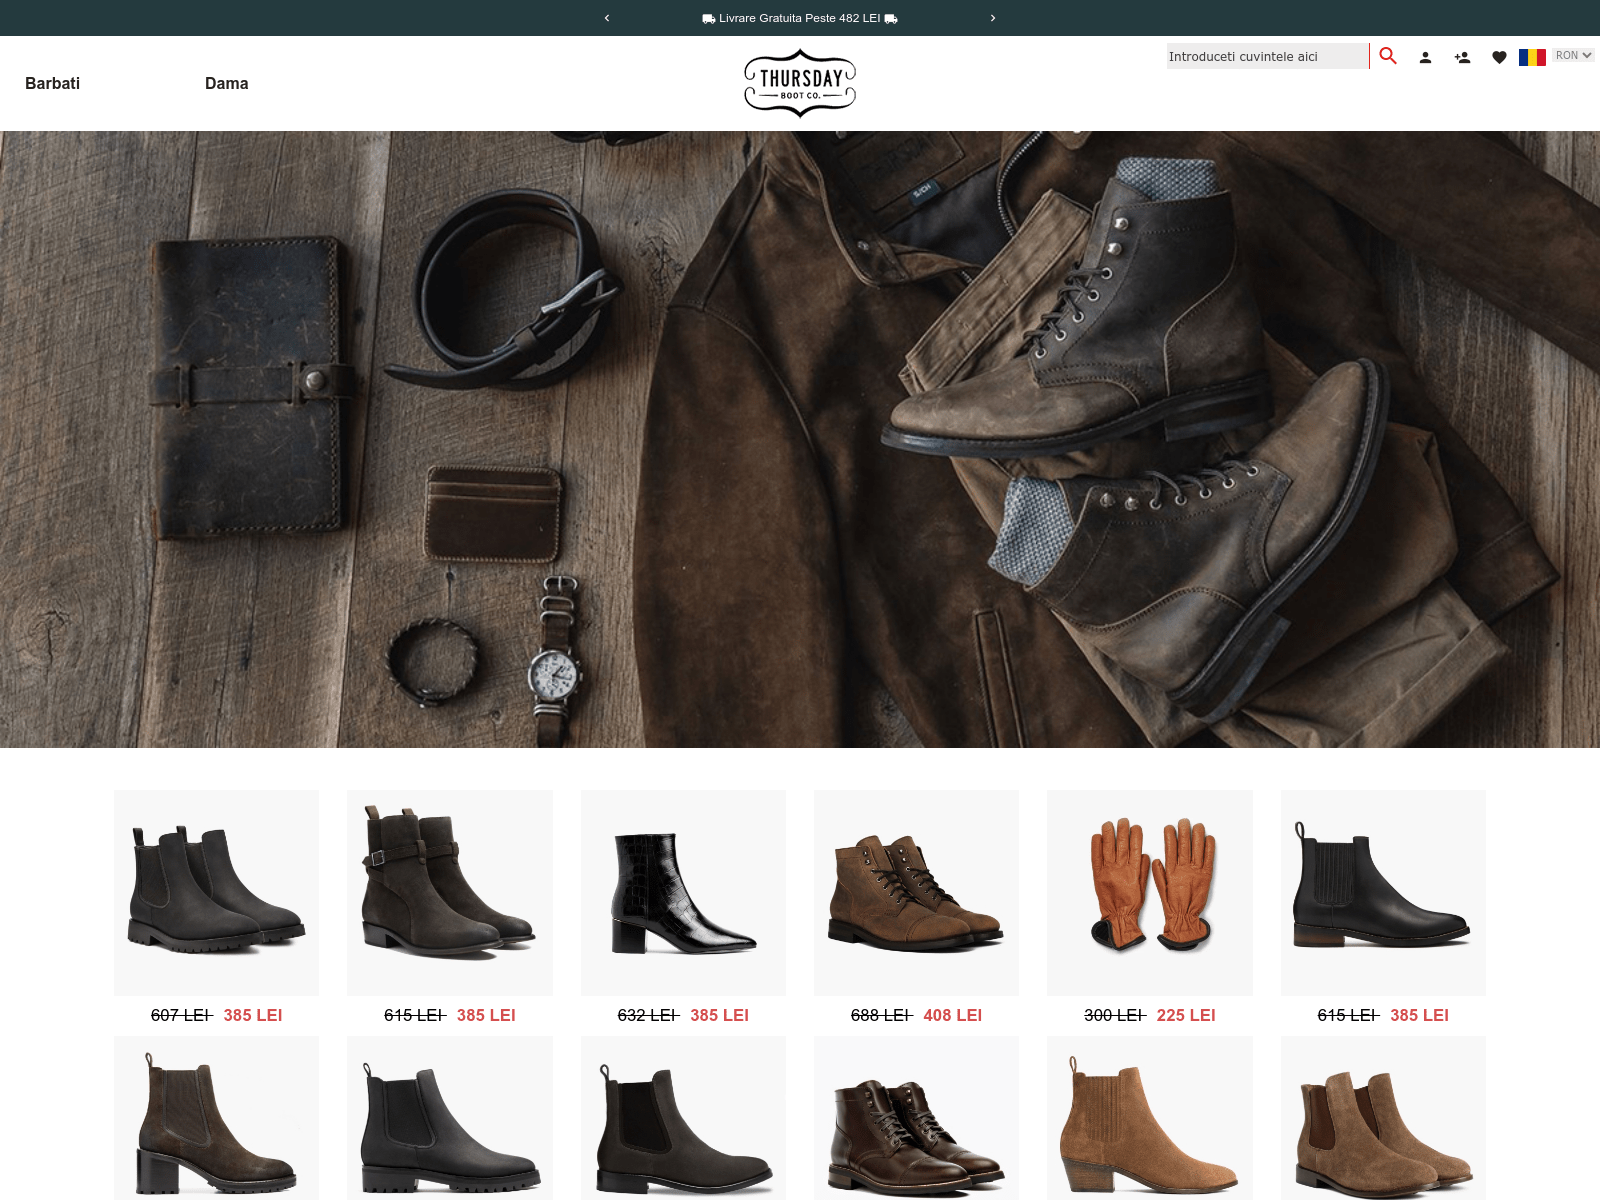 Livrare Gratuita Peste 482 LEI
Introduceti cuvintele aici
RON
Barbati
Dama
THURSDAY
BOOT CO.
S/CH
607 LEI 385 LEI
615 LEI 385 LEI
632 LEI 385 LEI
688 LEI 408 LEI
300 LEI 225 LEI
615 LEI 385 LEI